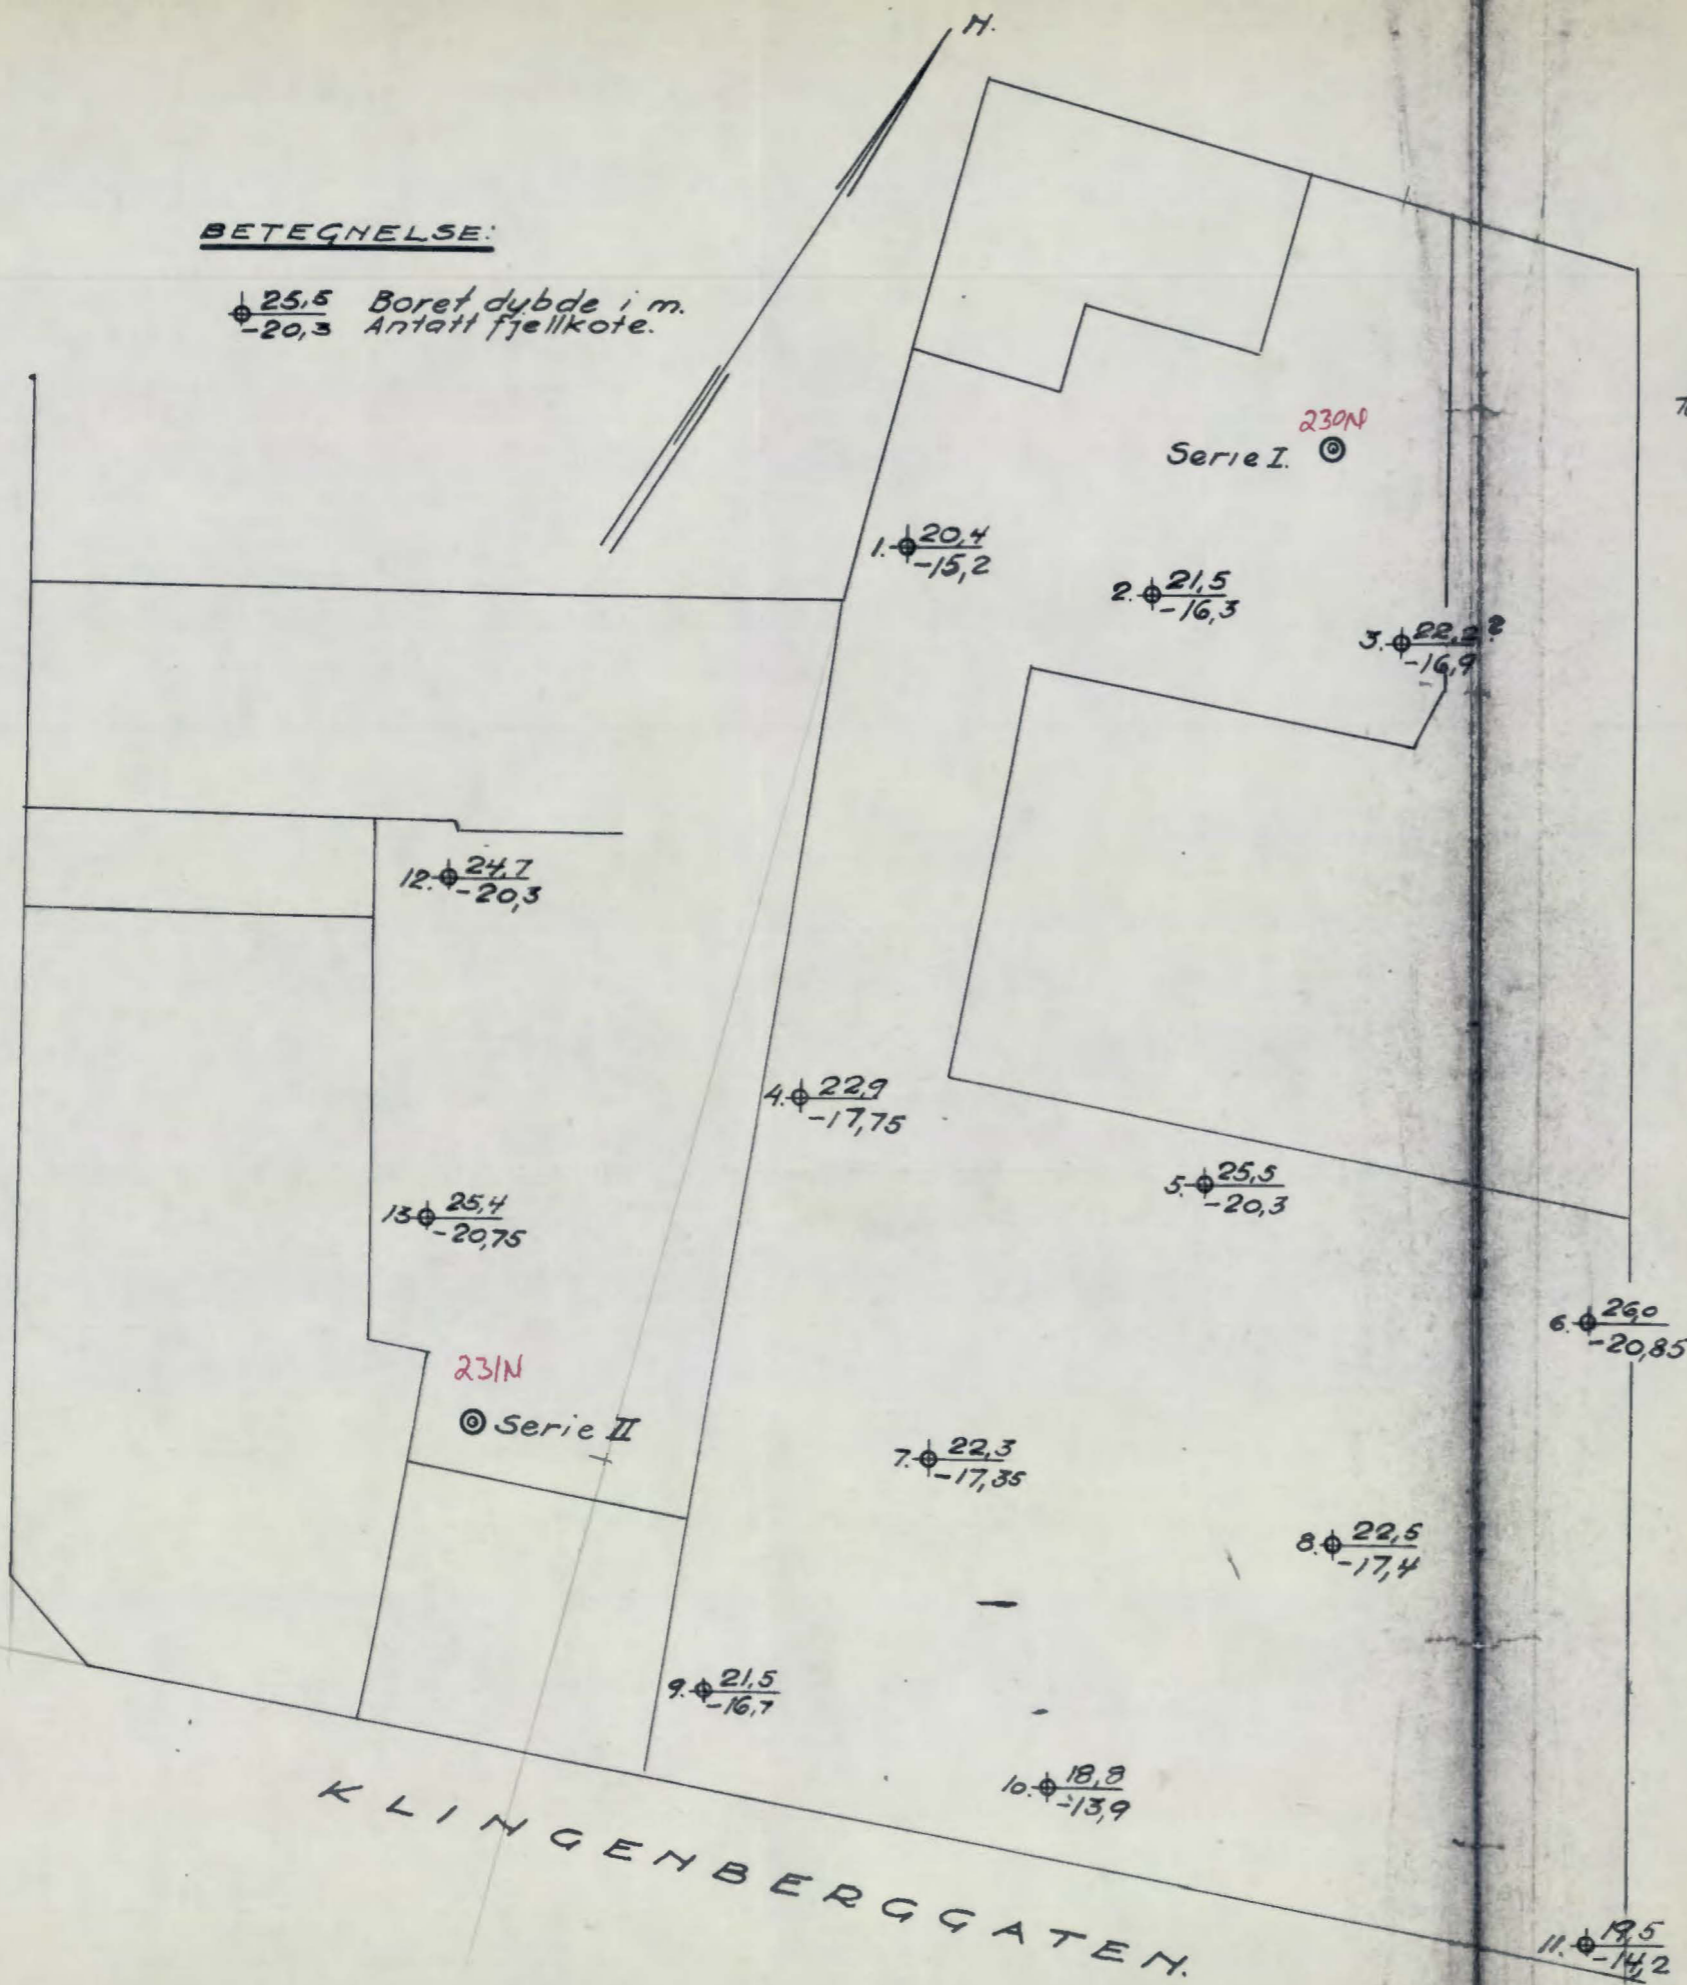 N.
BETEGNELSE:
25,5 Boret dybde i m.
-20,3 Antatt fjellkote.
230N
Serie I.
1. 20,4
-15,2
2. 21,5
-16,3
3. 22,2?
-16,9
12. 24,7
-20,3
4. 22,9
-17,75
5. 25,5
-20,3
13 25,4
-20,75
6. 26,0
-20,85
231N
Serie II
7. 22,3
-17,35
8. 22,5
-17,4
9. 21,5
-16,7
10. 18,8
-13,9
KLINGENBERGGATEN.
11. 19,5
-14,2